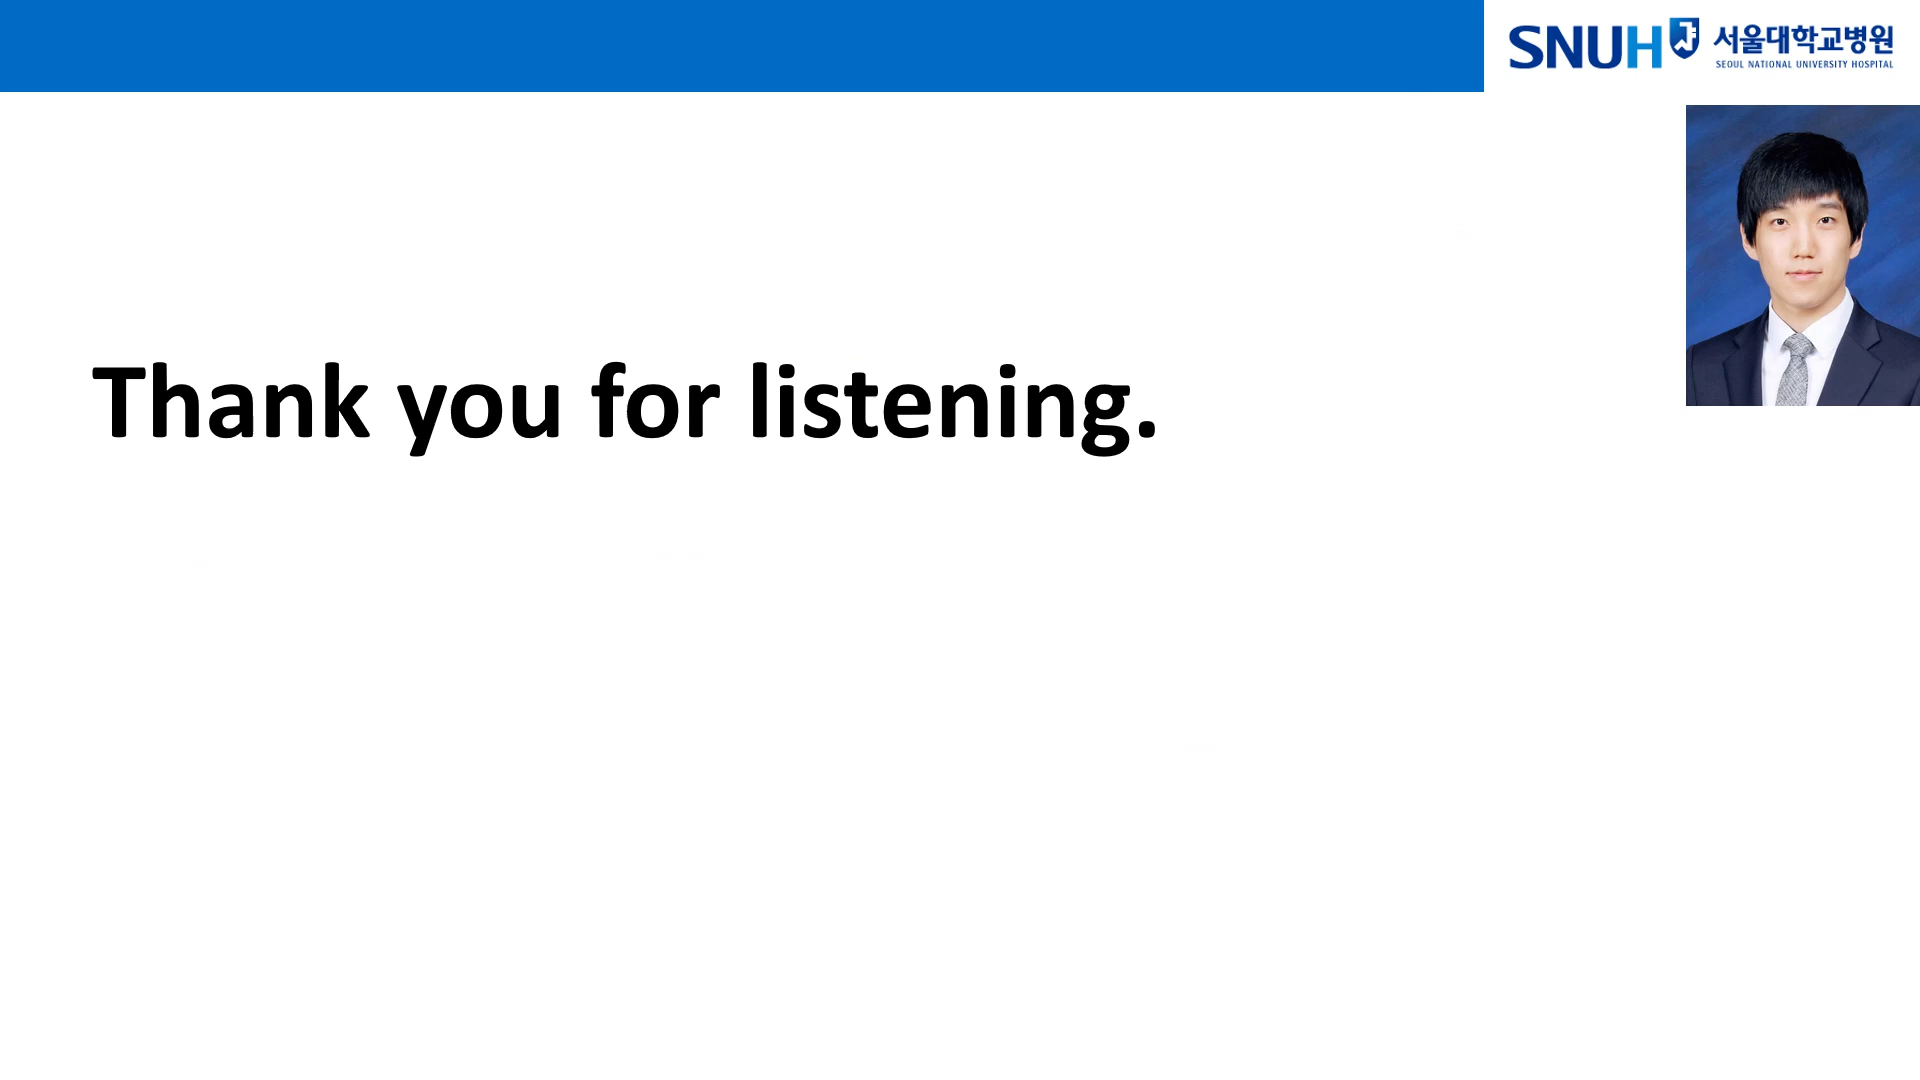 SNUH 서울대학교병원
SEOUL NATIONAL UNIVERSITY HOSPITAL
Thank you for listening.